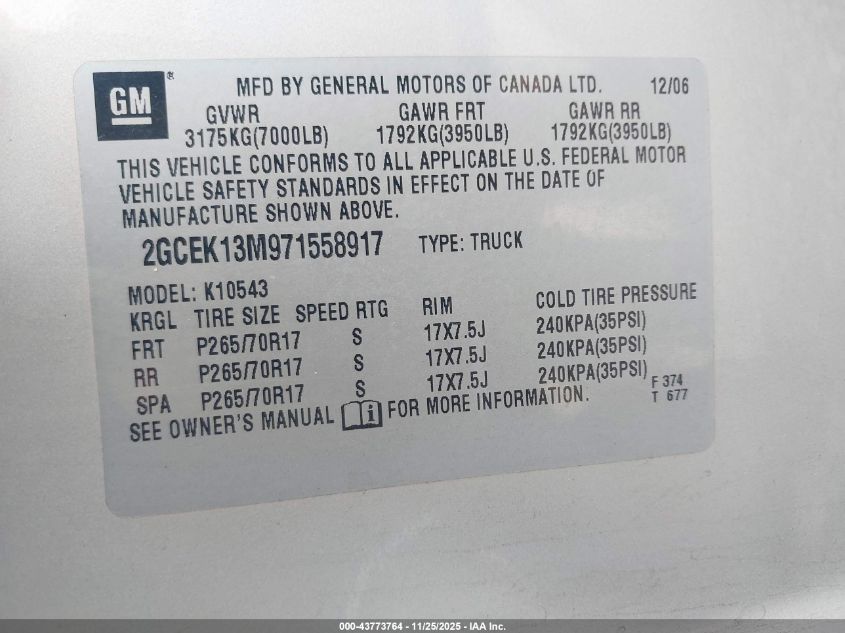 GM ® MFD BY GENERAL MOTORS OF CANADA LTD. 12/06
GVWR GAWR FRT GAWR RR
3175KG(7000LB) 1792KG(3950LB) 1792KG(3950LB)
THIS VEHICLE CONFORMS TO ALL APPLICABLE U.S. FEDERAL MOTOR
VEHICLE SAFETY STANDARDS IN EFFECT ON THE DATE OF
MANUFACTURE SHOWN ABOVE.
2GCEK13M971558917 TYPE: TRUCK
MODEL: K10543
KRGL TIRE SIZE SPEED RTG RIM COLD TIRE PRESSURE
FRT P265/70R17 S 17X7.5J 240KPA(35PSI)
RR P265/70R17 S 17X7.5J 240KPA(35PSI)
SPA P265/70R17 S 17X7.5J 240KPA(35PSI)
F 374
T 677
SEE OWNER'S MANUAL i FOR MORE INFORMATION.
000-43773764 - 11/25/2025 - IAA Inc.